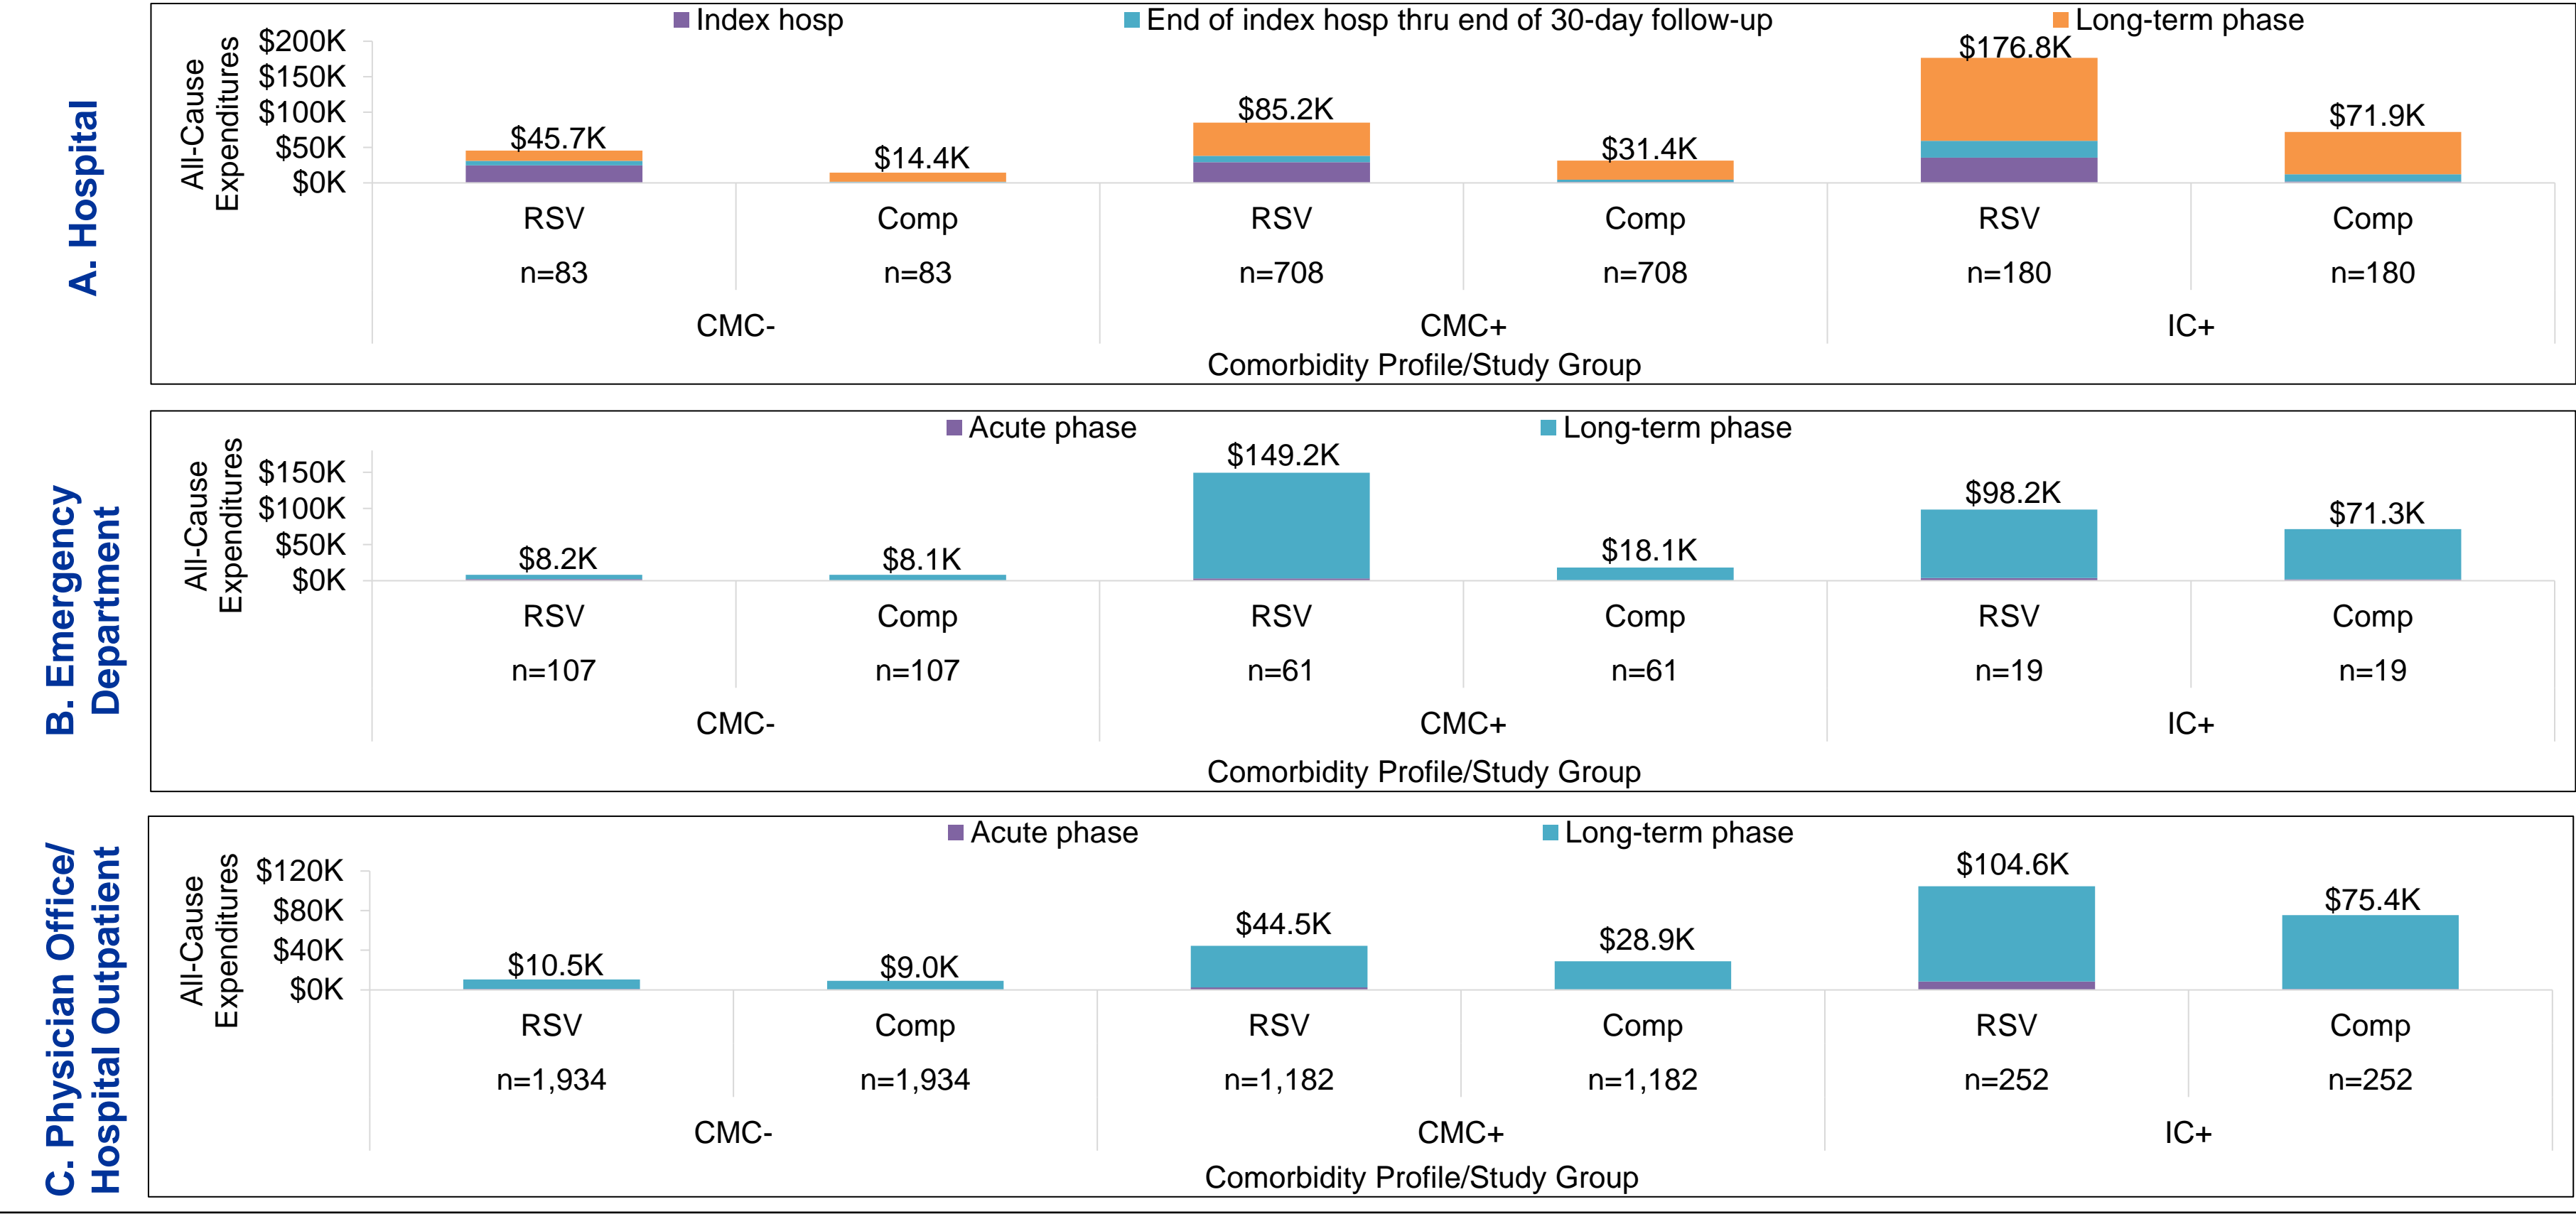 A. Hospital
Index hosp
End of index hosp thru end of 30-day follow-up
Long-term phase
All-Cause
Expenditures
$200K
$150K
$100K
$50K
$0K
$45.7K
$14.4K
$85.2K
$31.4K
$176.8K
$71.9K
RSV Comp RSV Comp RSV Comp
n=83 n=83 n=708 n=708 n=180 n=180
CMC- CMC+ IC+
Comorbidity Profile/Study Group
B. Emergency
Department
Acute phase
Long-term phase
All-Cause
Expenditures
$150K
$100K
$50K
$0K
$8.2K
$8.1K
$149.2K
$18.1K
$98.2K
$71.3K
RSV Comp RSV Comp RSV Comp
n=107 n=107 n=61 n=61 n=19 n=19
CMC- CMC+ IC+
Comorbidity Profile/Study Group
C. Physician Office/
Hospital Outpatient
Acute phase
Long-term phase
All-Cause
Expenditures
$120K
$80K
$40K
$0K
$10.5K
$9.0K
$44.5K
$28.9K
$104.6K
$75.4K
RSV Comp RSV Comp RSV Comp
n=1,934 n=1,934 n=1,182 n=1,182 n=252 n=252
CMC- CMC+ IC+
Comorbidity Profile/Study Group